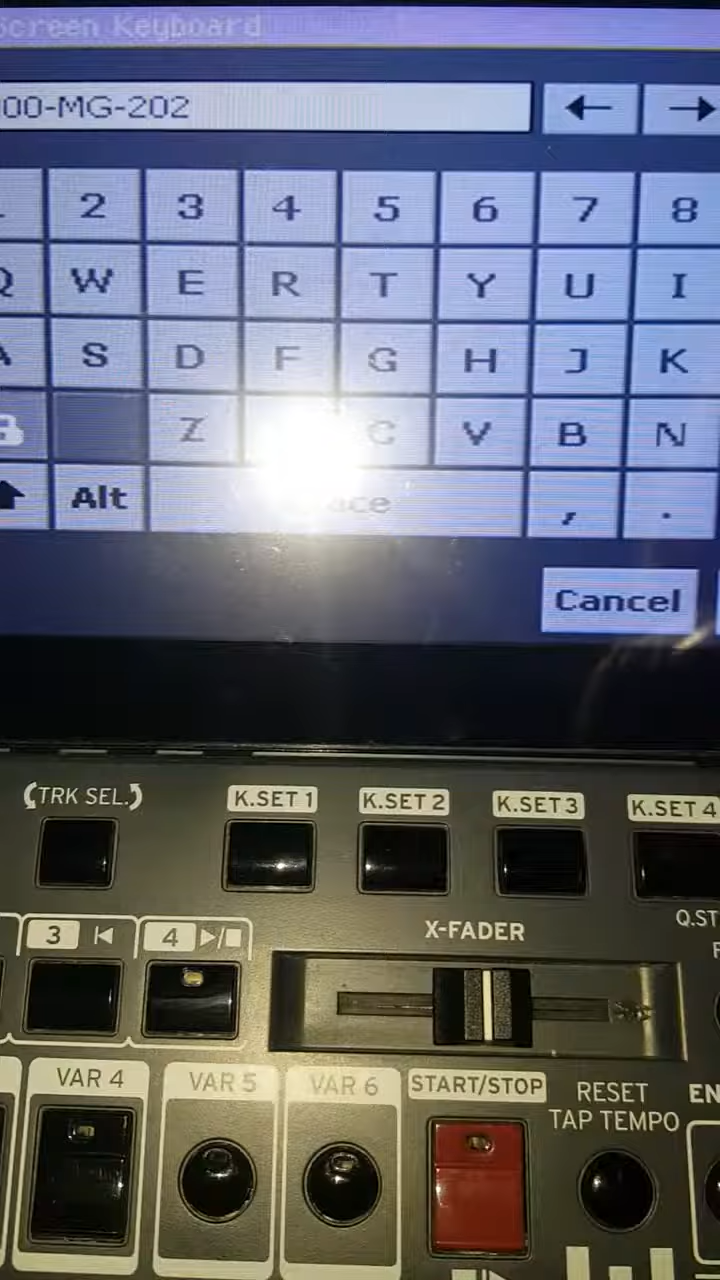 Screen Keyboard
00-MG-202
← →
2 3 4 5 6 7 8
Q W E R T Y U I
A S D F G H J K
Z C V B N
Alt , .
Cancel
TRK SEL. K.SET 1 K.SET 2 K.SET 3 K.SET 4
X-FADER
3 4
VAR 4 VAR 5 VAR 6 START/STOP RESET
TAP TEMPO